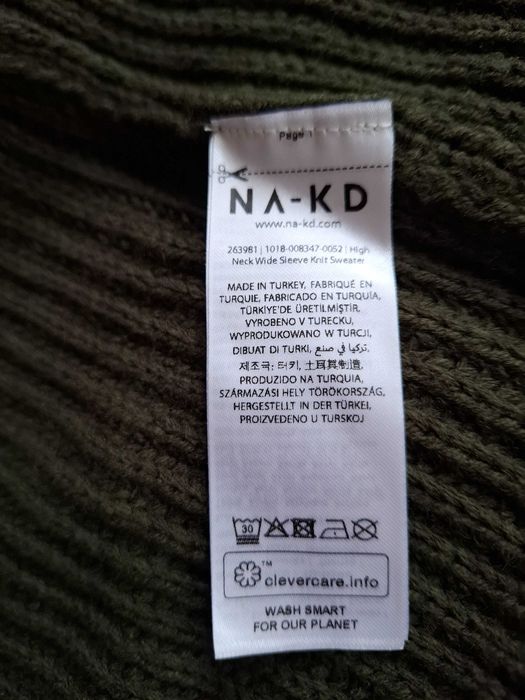 Page 1
NA-KD
www.na-kd.com
263981 | 1018-008347-0052 | High
Neck Wide Sleeve Knit Sweater
MADE IN TURKEY, FABRIQUÉ EN
TURQUIE, FABRICADO EN TURQUÍA,
TÜRKİYE'DE ÜRETİLMİŞTİR,
VYROBENO V TURECKU,
WYPRODUKOWANO W TURCJI,
DIBUAT DI TURKI, تركيا في صنع,
제조국: 터키, 土耳其制造,
PRODUZIDO NA TURQUIA,
SZÁRMAZÁSI HELY TÖRÖKORSZÁG,
HERGESTELLT IN DER TÜRKEI,
PROIZVEDENO U TURSKOJ
30
clevercare.info™
WASH SMART
FOR OUR PLANET